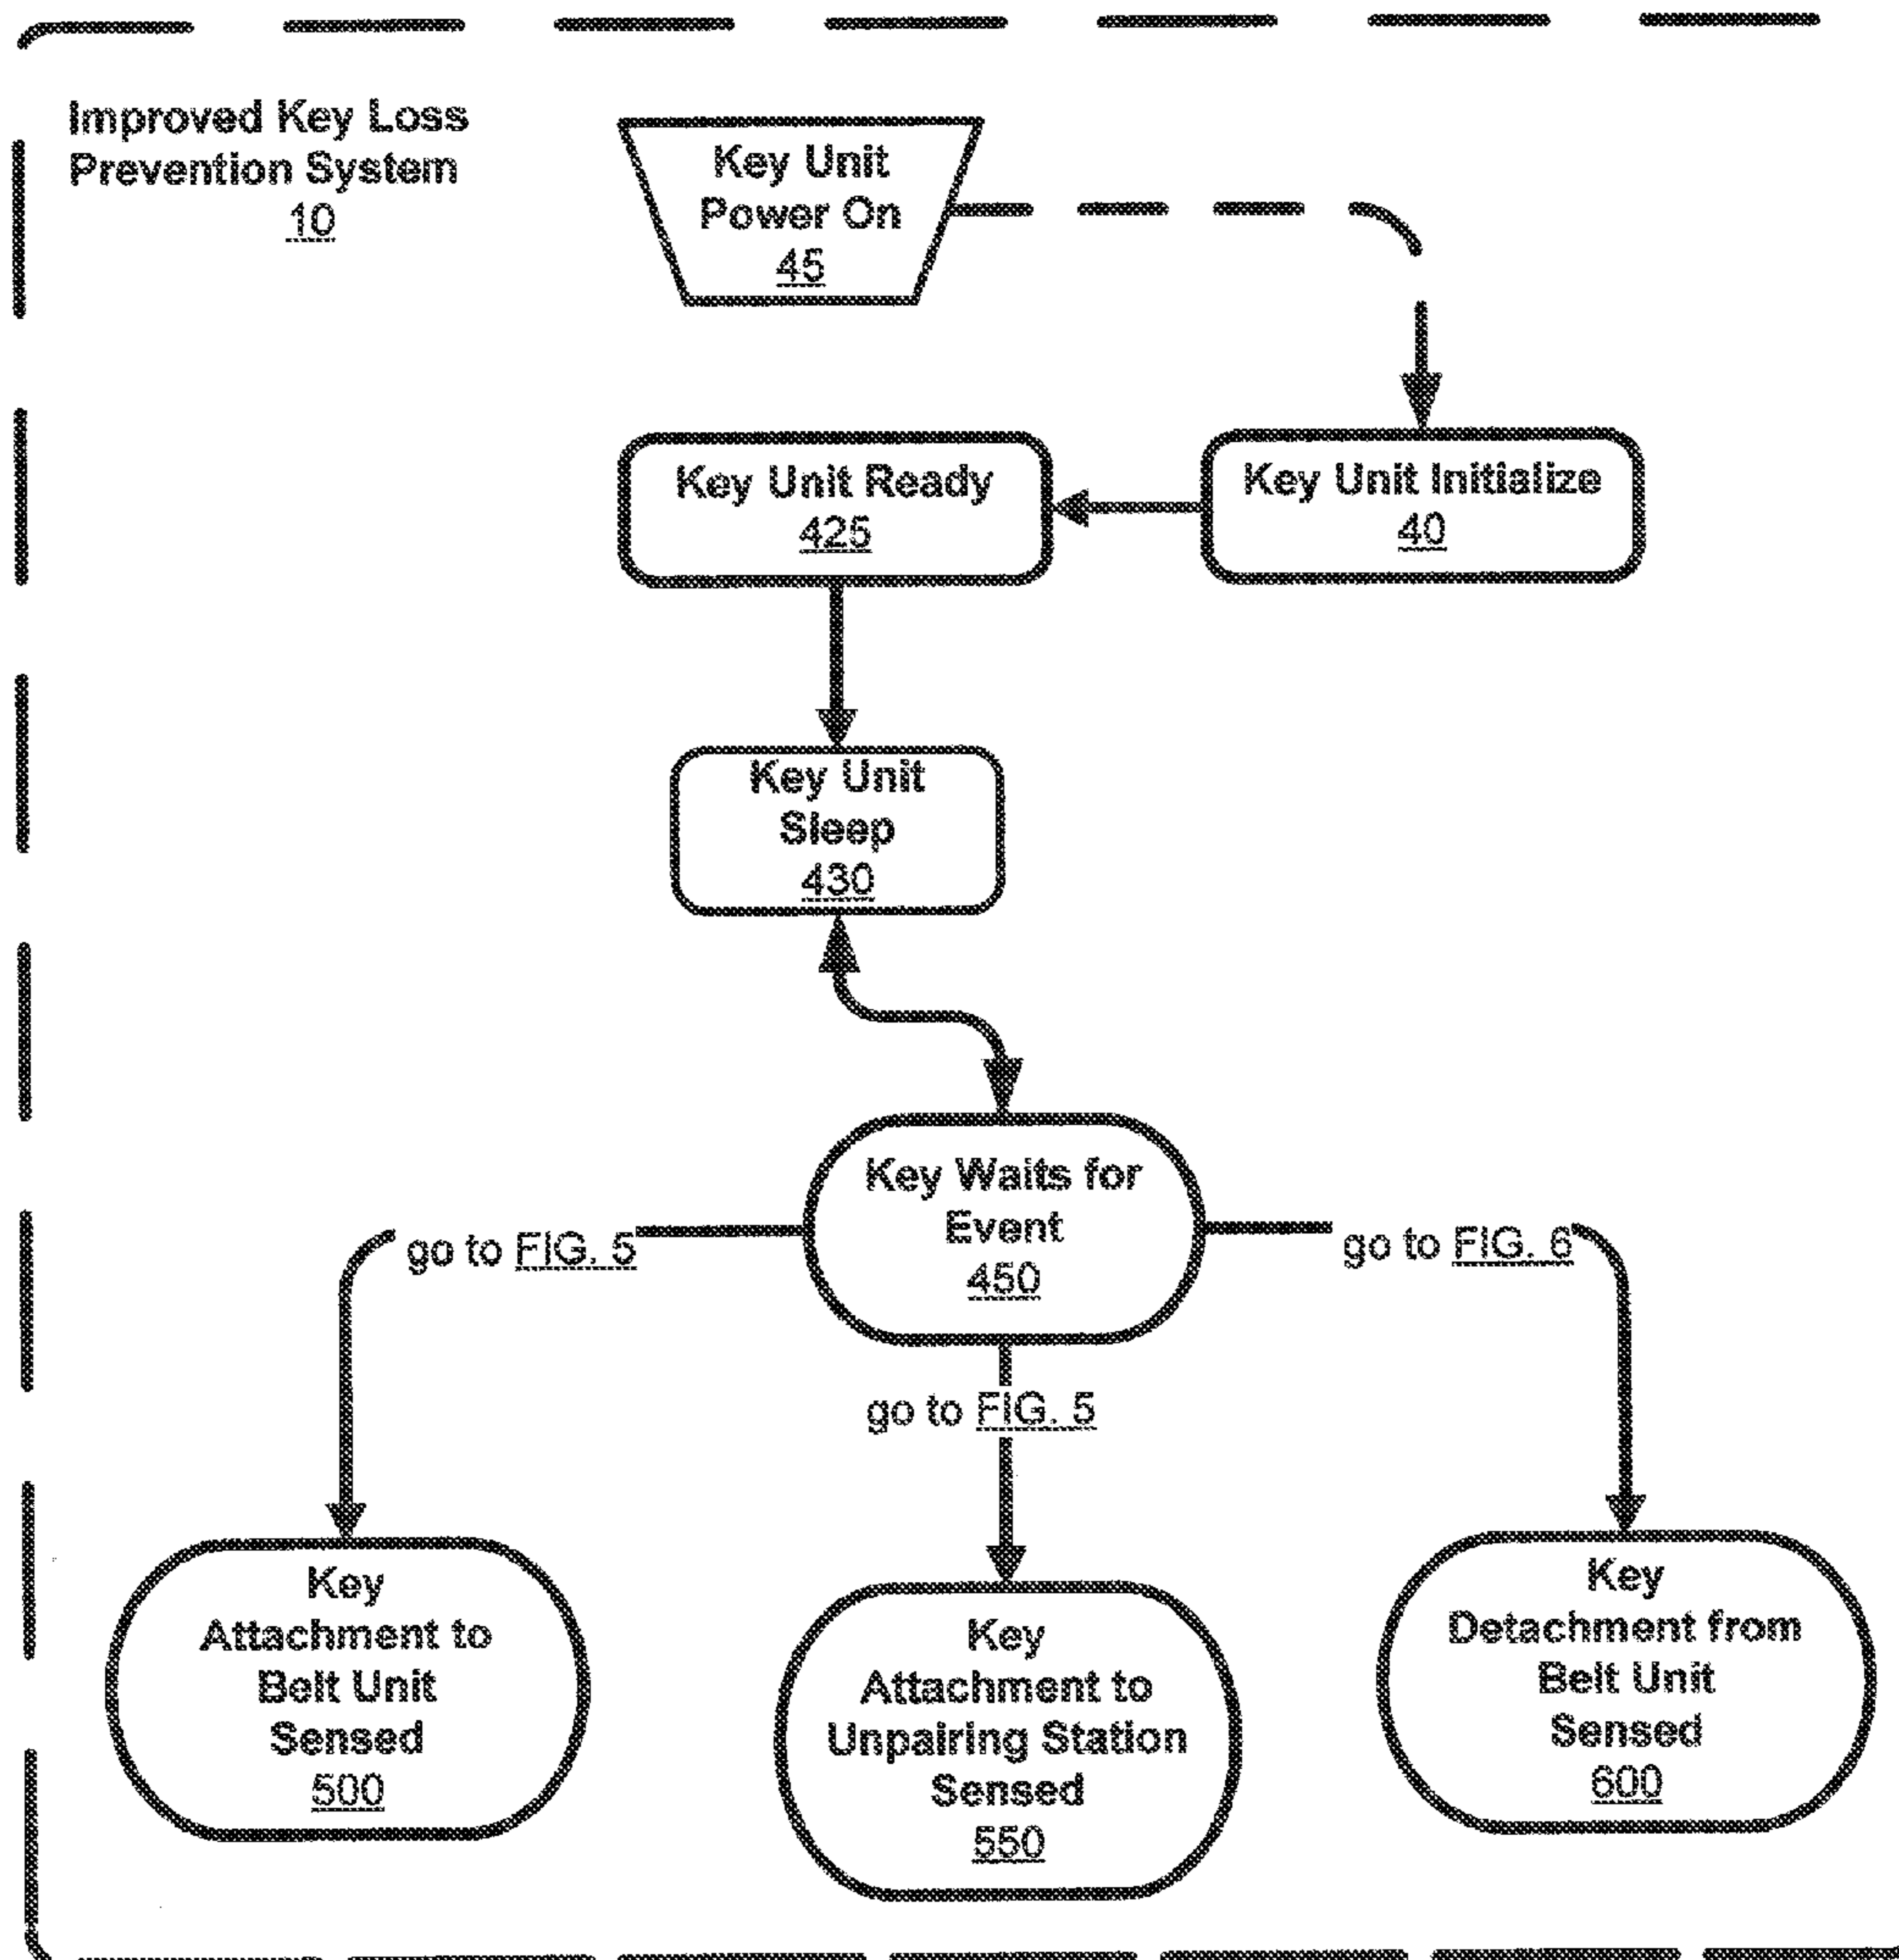 Improved Key Loss
Prevention System
10
Key Unit
Power On
45
Key Unit Ready
425
Key Unit Initialize
40
Key Unit
Sleep
430
Key Waits for
Event
450
go to FIG. 5
go to FIG. 6
go to FIG. 5
Key
Attachment to
Belt Unit
Sensed
500
Key
Attachment to
Unpairing Station
Sensed
550
Key
Detachment from
Belt Unit
Sensed
600